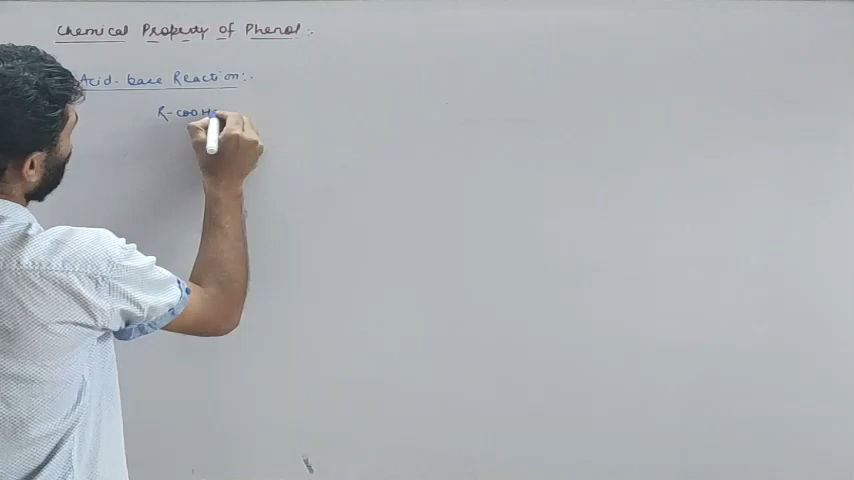 Chemical Property of Phenol :.
Acid-base Reaction :.
R-COOH